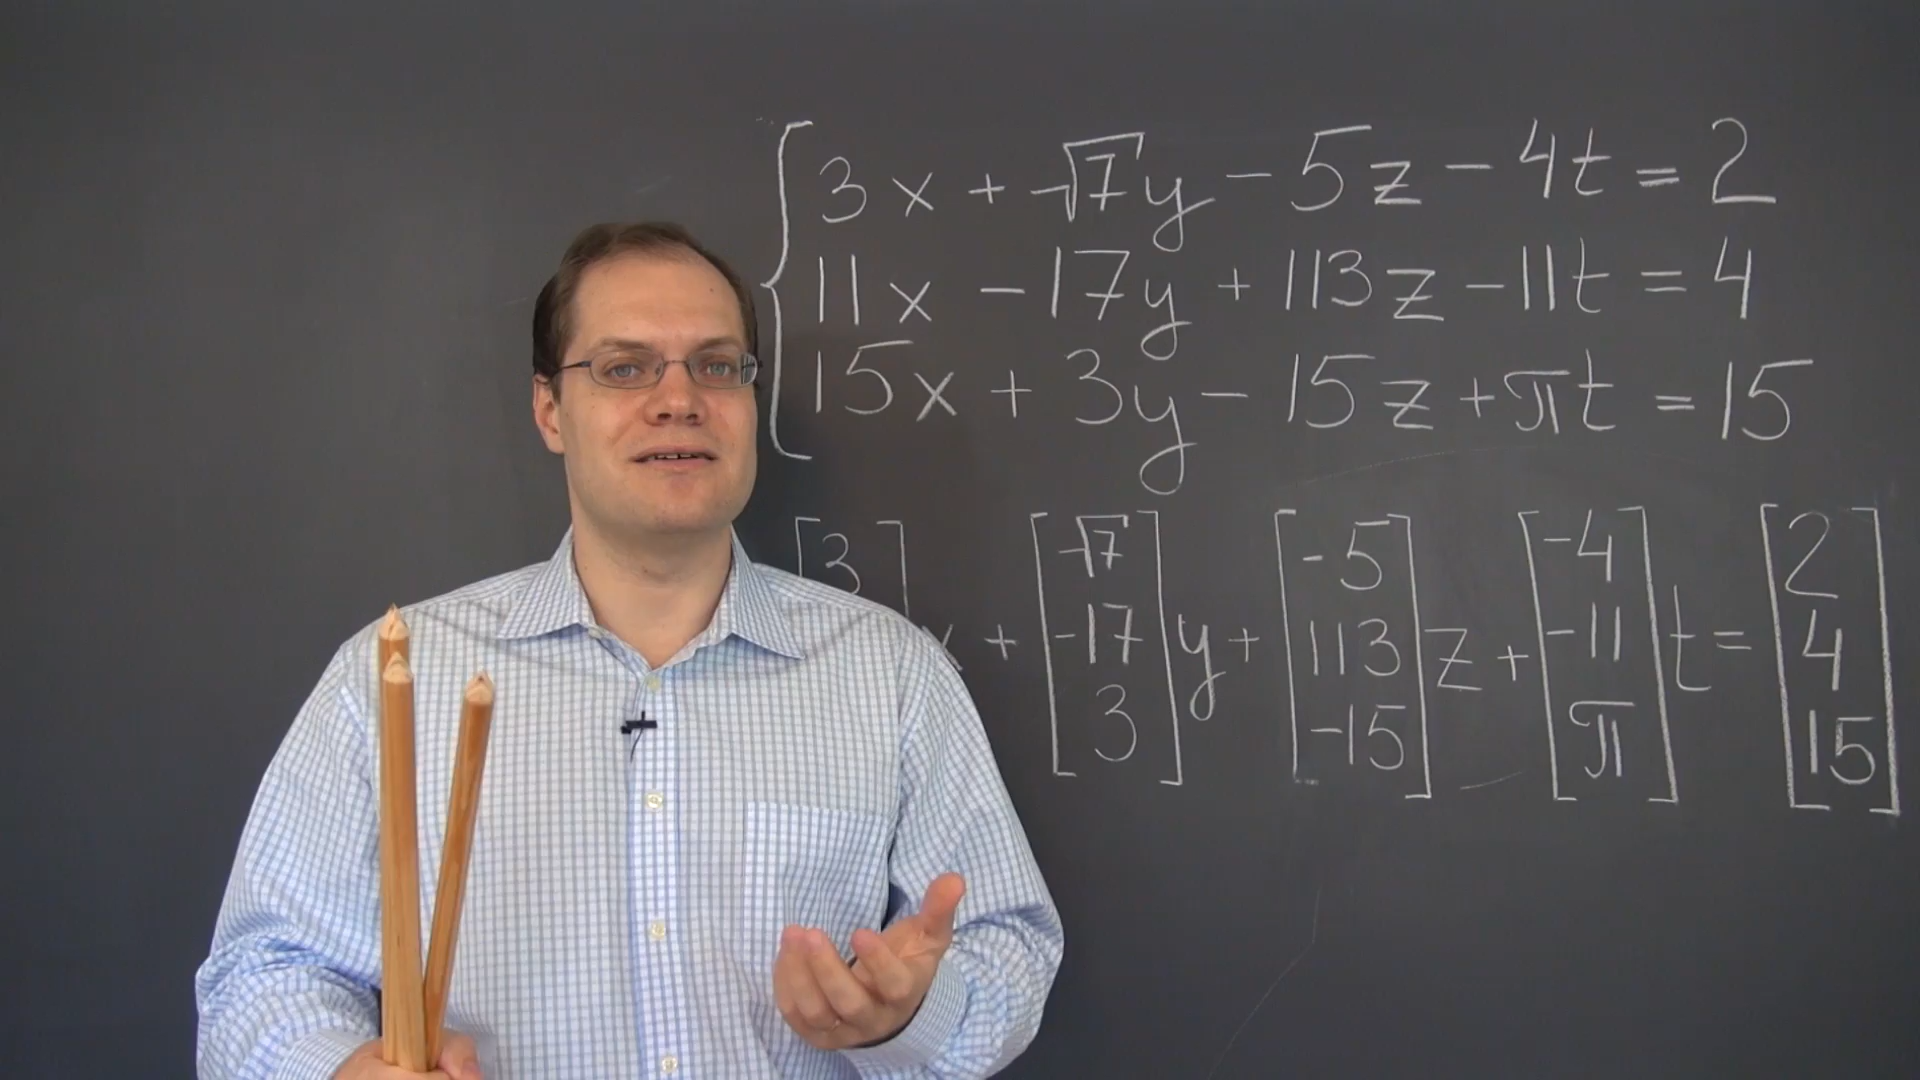 3x + √7y - 5z - 4t = 2
11x - 17y + 113z - 11t = 4
15x + 3y - 15z + πt = 15
[3] x + [√7 -17 3] y + [-5 113 -15] z + [-4 -11 π] t = [2 4 15]